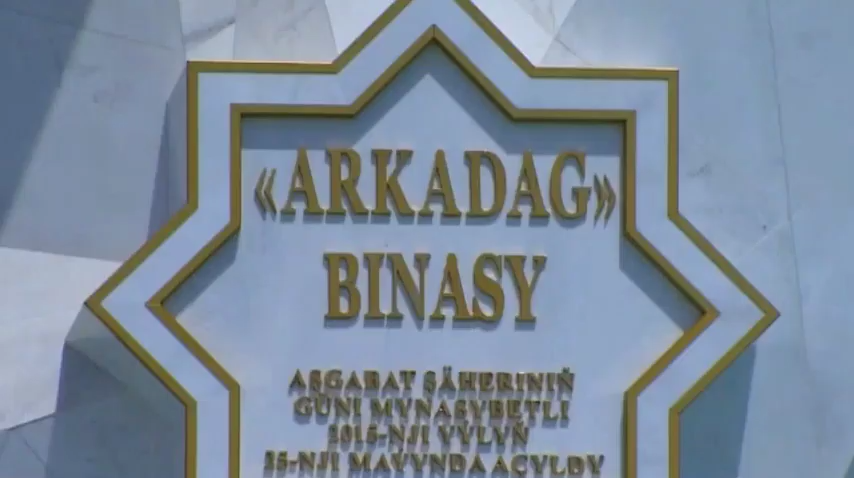 «ARKADAG»
BINASY
AŞGABAT ŞÄHERINIŇ
GÜNI MYNASYBETLI
2015-NJI ÝYLYŇ
25-NJI MAÝYNDA AÇYLDY